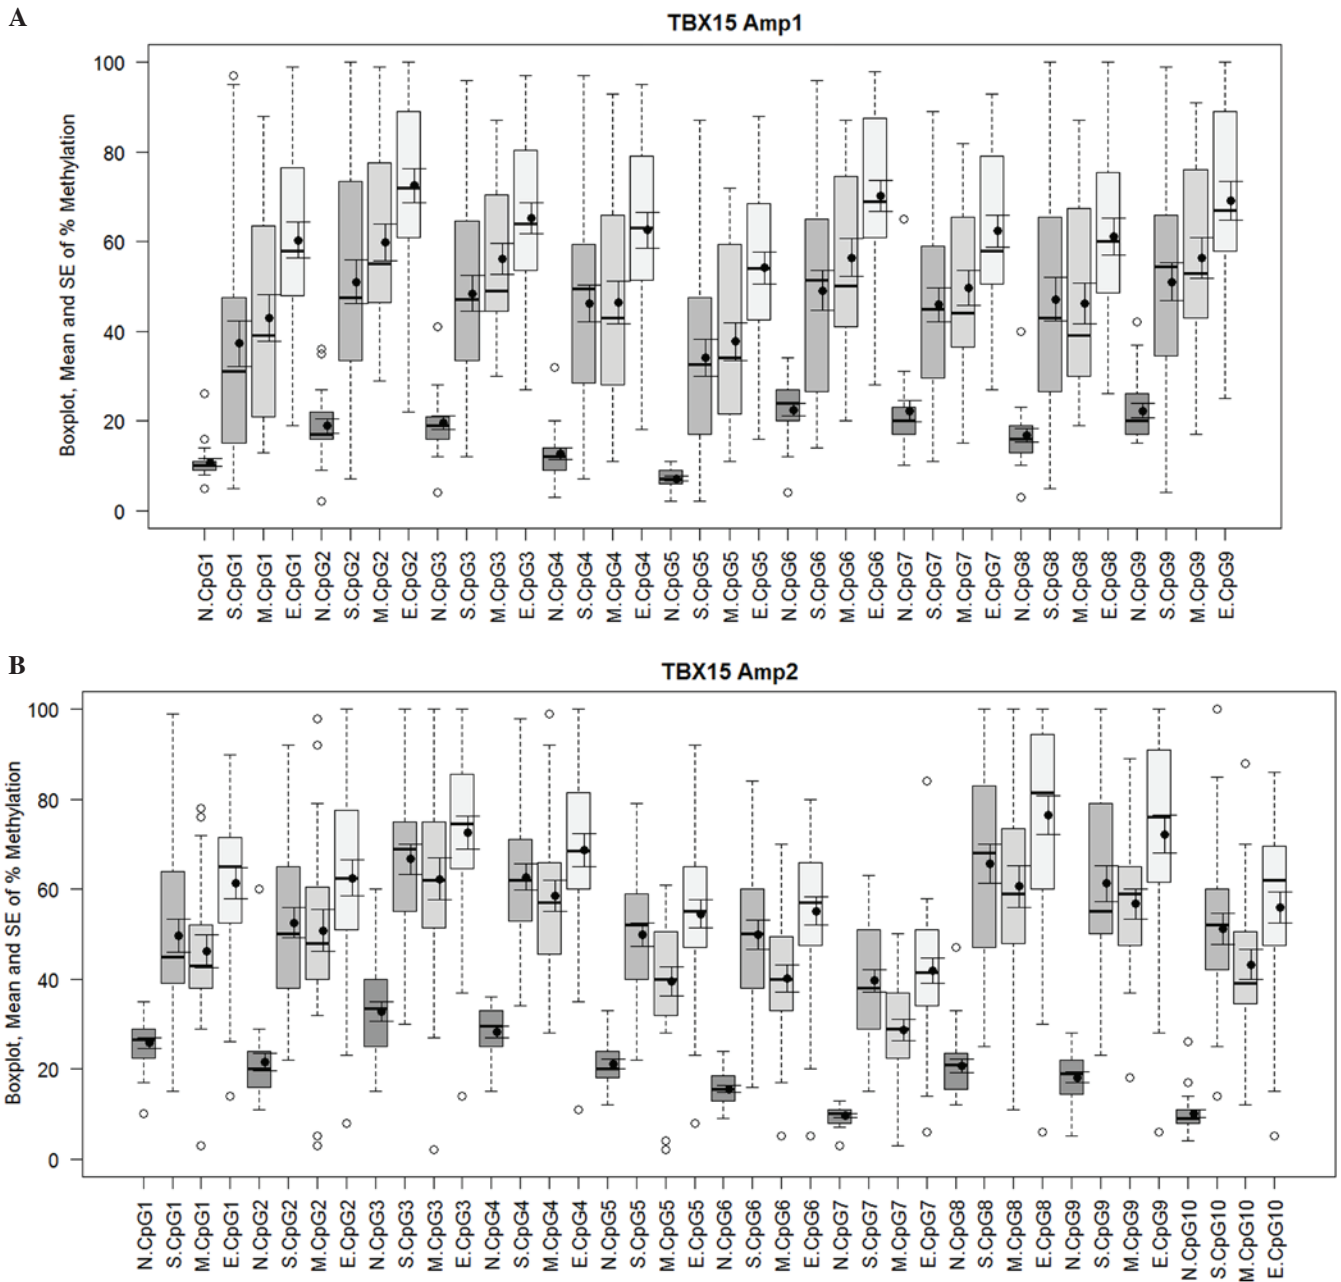 A
TBX15 Amp1
Boxplot, Mean and SE of % Methylation
100
80
60
40
20
0
N.CpG1 S.CpG1 M.CpG1 E.CpG1 N.CpG2 S.CpG2 M.CpG2 E.CpG2 N.CpG3 S.CpG3 M.CpG3 E.CpG3 N.CpG4 S.CpG4 M.CpG4 E.CpG4 N.CpG5 S.CpG5 M.CpG5 E.CpG5 N.CpG6 S.CpG6 M.CpG6 E.CpG6 N.CpG7 S.CpG7 M.CpG7 E.CpG7 N.CpG8 S.CpG8 M.CpG8 E.CpG8 N.CpG9 S.CpG9 M.CpG9 E.CpG9
B
TBX15 Amp2
Boxplot, Mean and SE of % Methylation
100
80
60
40
20
0
N.CpG1 S.CpG1 M.CpG1 E.CpG1 N.CpG2 S.CpG2 M.CpG2 E.CpG2 N.CpG3 S.CpG3 M.CpG3 E.CpG3 N.CpG4 S.CpG4 M.CpG4 E.CpG4 N.CpG5 S.CpG5 M.CpG5 E.CpG5 N.CpG6 S.CpG6 M.CpG6 E.CpG6 N.CpG7 S.CpG7 M.CpG7 E.CpG7 N.CpG8 S.CpG8 M.CpG8 E.CpG8 N.CpG9 S.CpG9 M.CpG9 E.CpG9 N.CpG10 S.CpG10 M.CpG10 E.CpG10